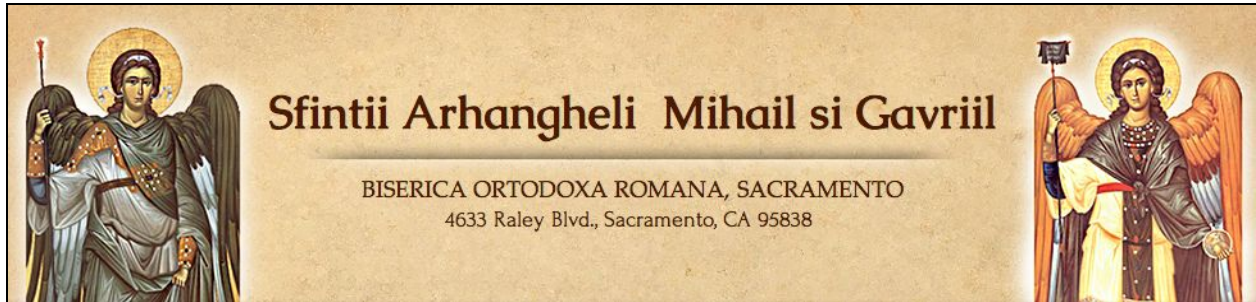 Sfintii Arhangheli Mihail si Gavriil
BISERICA ORTODOXA ROMANA, SACRAMENTO
4633 Raley Blvd., Sacramento, CA 95838